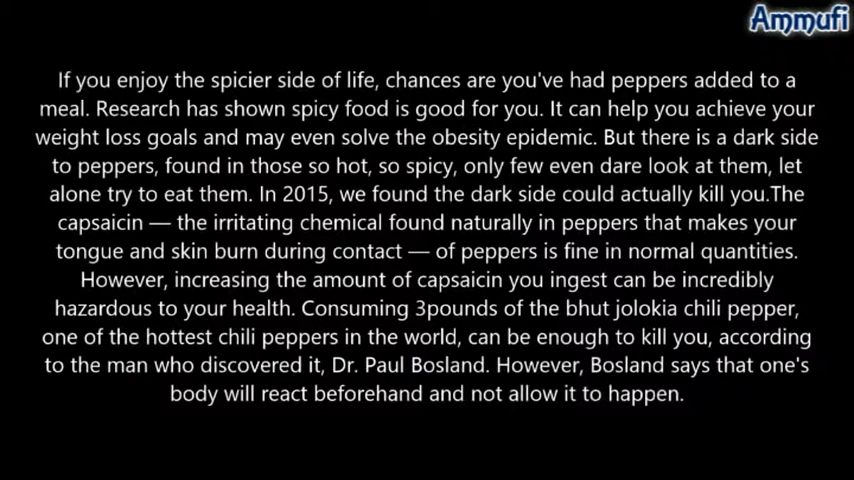 Ammufi
If you enjoy the spicier side of life, chances are you've had peppers added to a
meal. Research has shown spicy food is good for you. It can help you achieve your
weight loss goals and may even solve the obesity epidemic. But there is a dark side
to peppers, found in those so hot, so spicy, only few even dare look at them, let
alone try to eat them. In 2015, we found the dark side could actually kill you.The
capsaicin — the irritating chemical found naturally in peppers that makes your
tongue and skin burn during contact — of peppers is fine in normal quantities.
However, increasing the amount of capsaicin you ingest can be incredibly
hazardous to your health. Consuming 3pounds of the bhut jolokia chili pepper,
one of the hottest chili peppers in the world, can be enough to kill you, according
to the man who discovered it, Dr. Paul Bosland. However, Bosland says that one's
body will react beforehand and not allow it to happen.